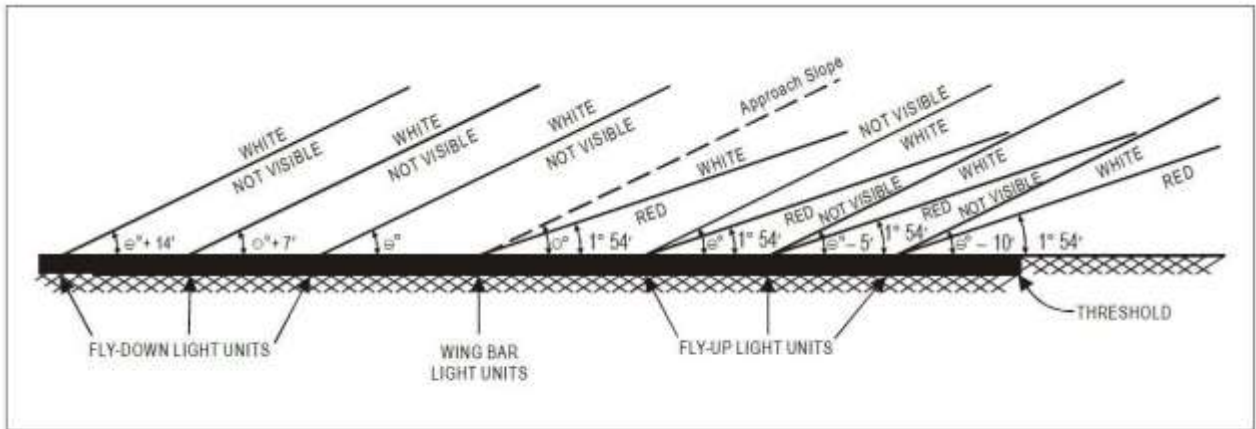 WHITE
NOT VISIBLE
WHITE
NOT VISIBLE
WHITE
NOT VISIBLE
Approach Slope
WHITE
RED
NOT VISIBLE
WHITE
RED
NOT VISIBLE
WHITE
RED
NOT VISIBLE
WHITE
RED
Ɵ° + 14'
O° + 7'
Ɵ°
O°
1° 54'
Ɵ°
1° 54'
Ɵ° – 5'
1° 54'
Ɵ° – 10'
1° 54'
FLY-DOWN LIGHT UNITS
WING BAR
LIGHT UNITS
FLY-UP LIGHT UNITS
THRESHOLD